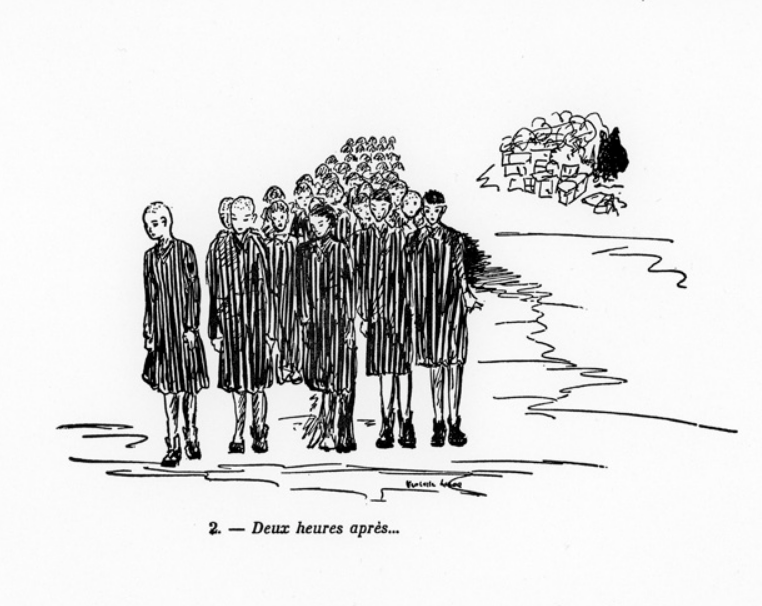 2. — Deux heures après...